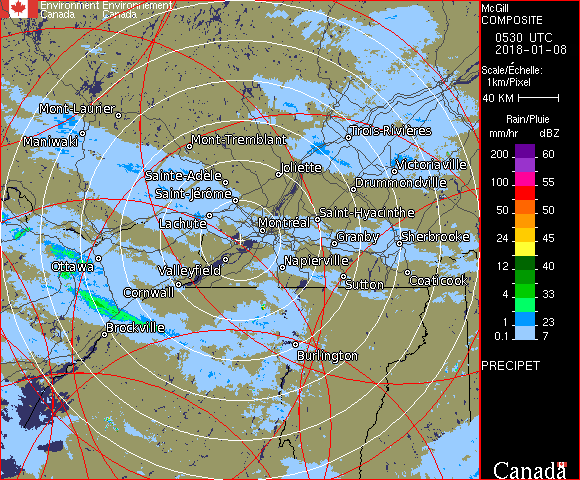 Environment Environnement
Canada Canada
McGill
COMPOSITE
0530 UTC
2018-01-08
Scale/Échelle:
1km/Pixel
40 KM
Rain/Pluie
mm/hr dBZ
200 60
100 55
50 50
24 45
12 40
4 33
1 23
0.1 7
PRECIPET
Canada
Mont-Laurier
Maniwaki
Mont-Tremblant
Trois-Rivières
Joliette
Victoriaville
Sainte-Adele
Drummondville
Saint-Jérôme
Lachute
Saint-Hyacinthe
Montréal
Granby
Sherbrooke
Ottawa
Valleyfield
Napierville
Cornwall
Sutton
Coaticook
Brockville
Burlington